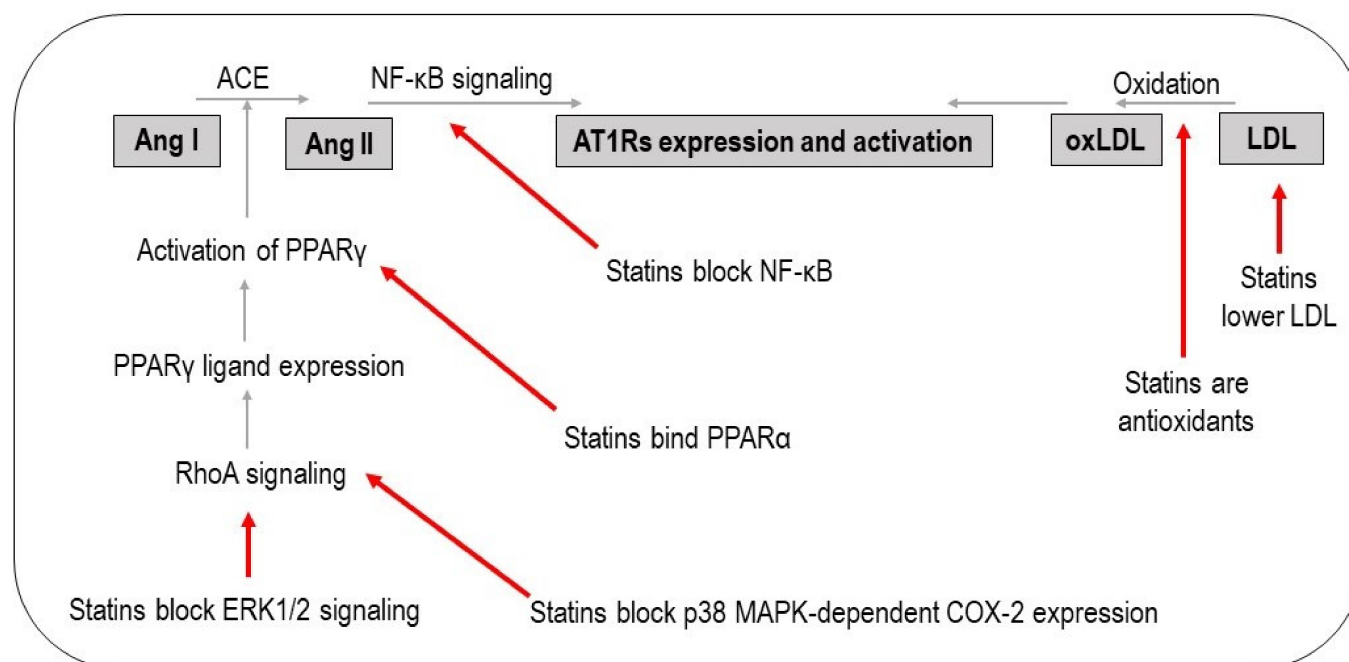 ACE
NF-κB signaling
Oxidation
Ang I
Ang II
AT1Rs expression and activation
oxLDL
LDL
Activation of PPARγ
Statins block NF-κB
Statins
lower LDL
PPARγ ligand expression
Statins are
antioxidants
Statins bind PPARα
RhoA signaling
Statins block ERK1/2 signaling
Statins block p38 MAPK-dependent COX-2 expression